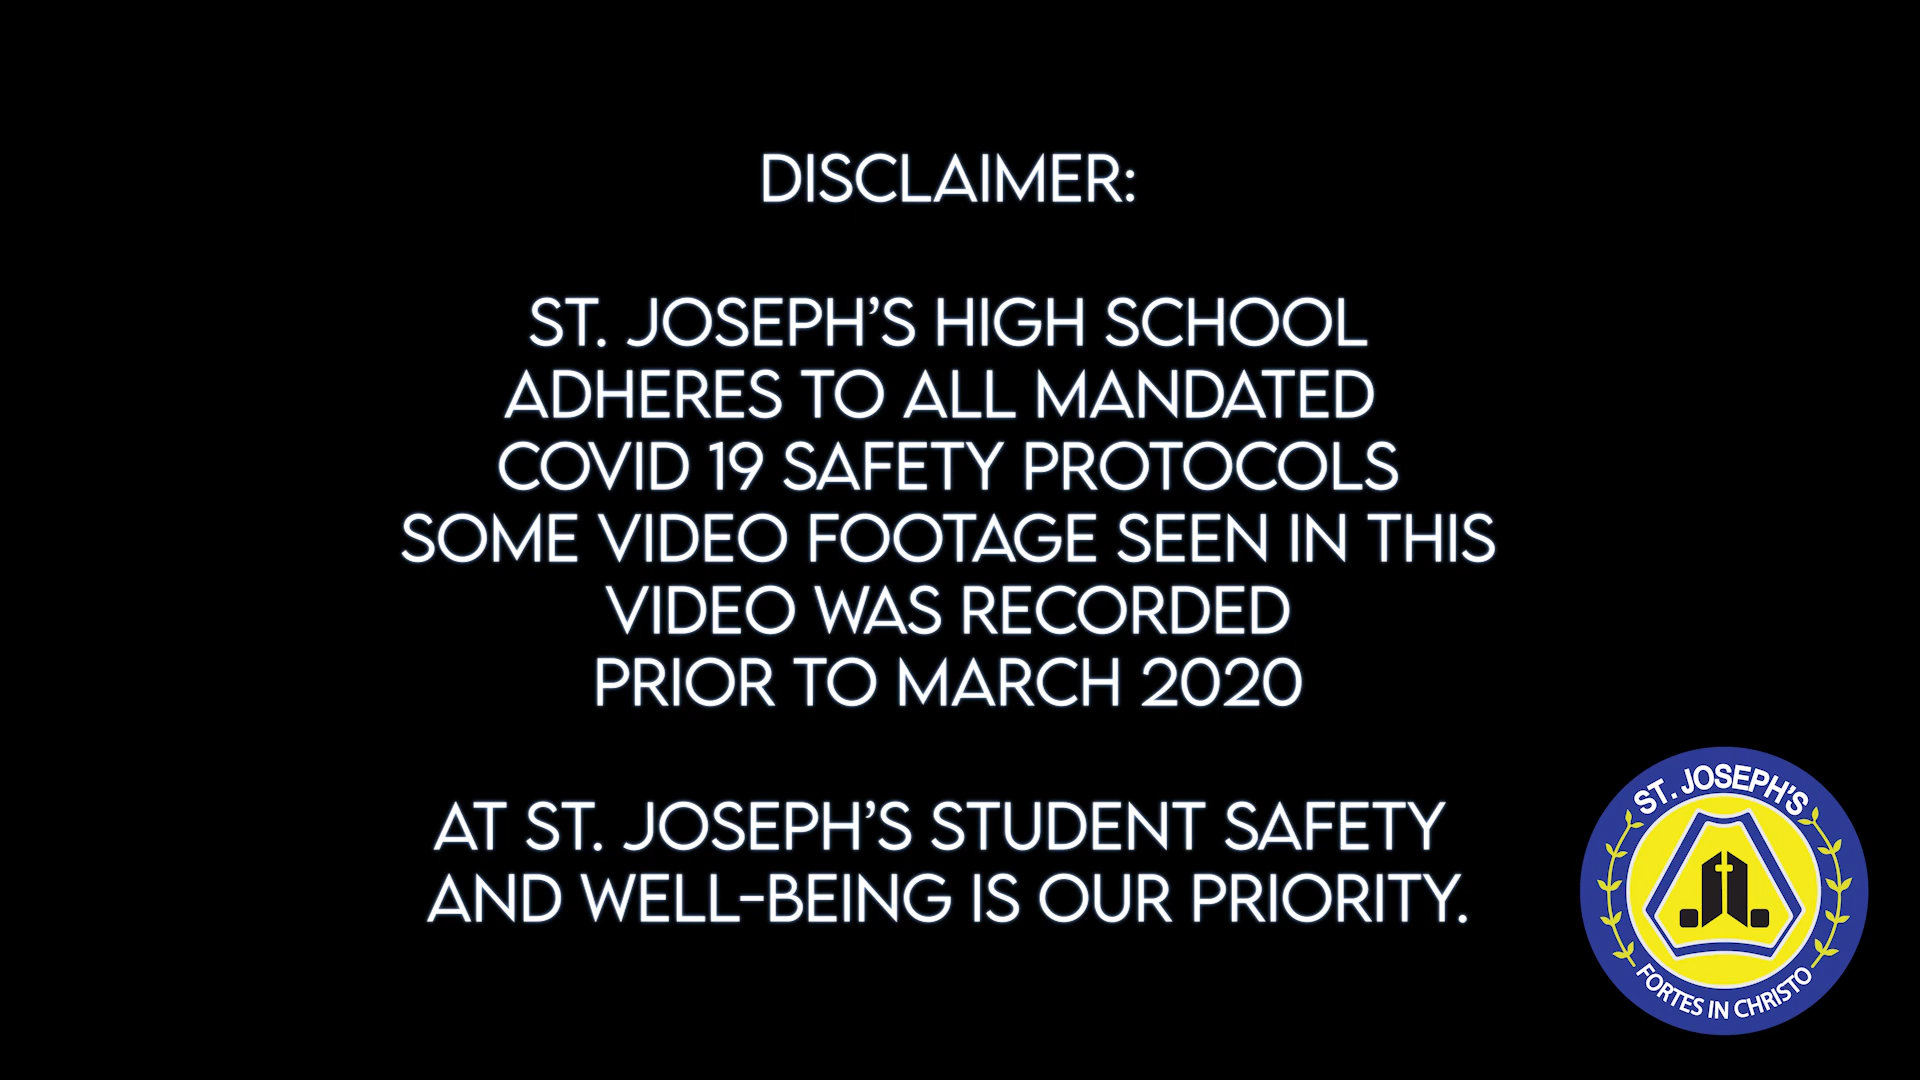 DISCLAIMER:
ST. JOSEPH'S HIGH SCHOOL
ADHERES TO ALL MANDATED
COVID 19 SAFETY PROTOCOLS
SOME VIDEO FOOTAGE SEEN IN THIS
VIDEO WAS RECORDED
PRIOR TO MARCH 2020
AT ST. JOSEPH'S STUDENT SAFETY
AND WELL-BEING IS OUR PRIORITY.
ST. JOSEPH'S
FORTES IN CHRISTO